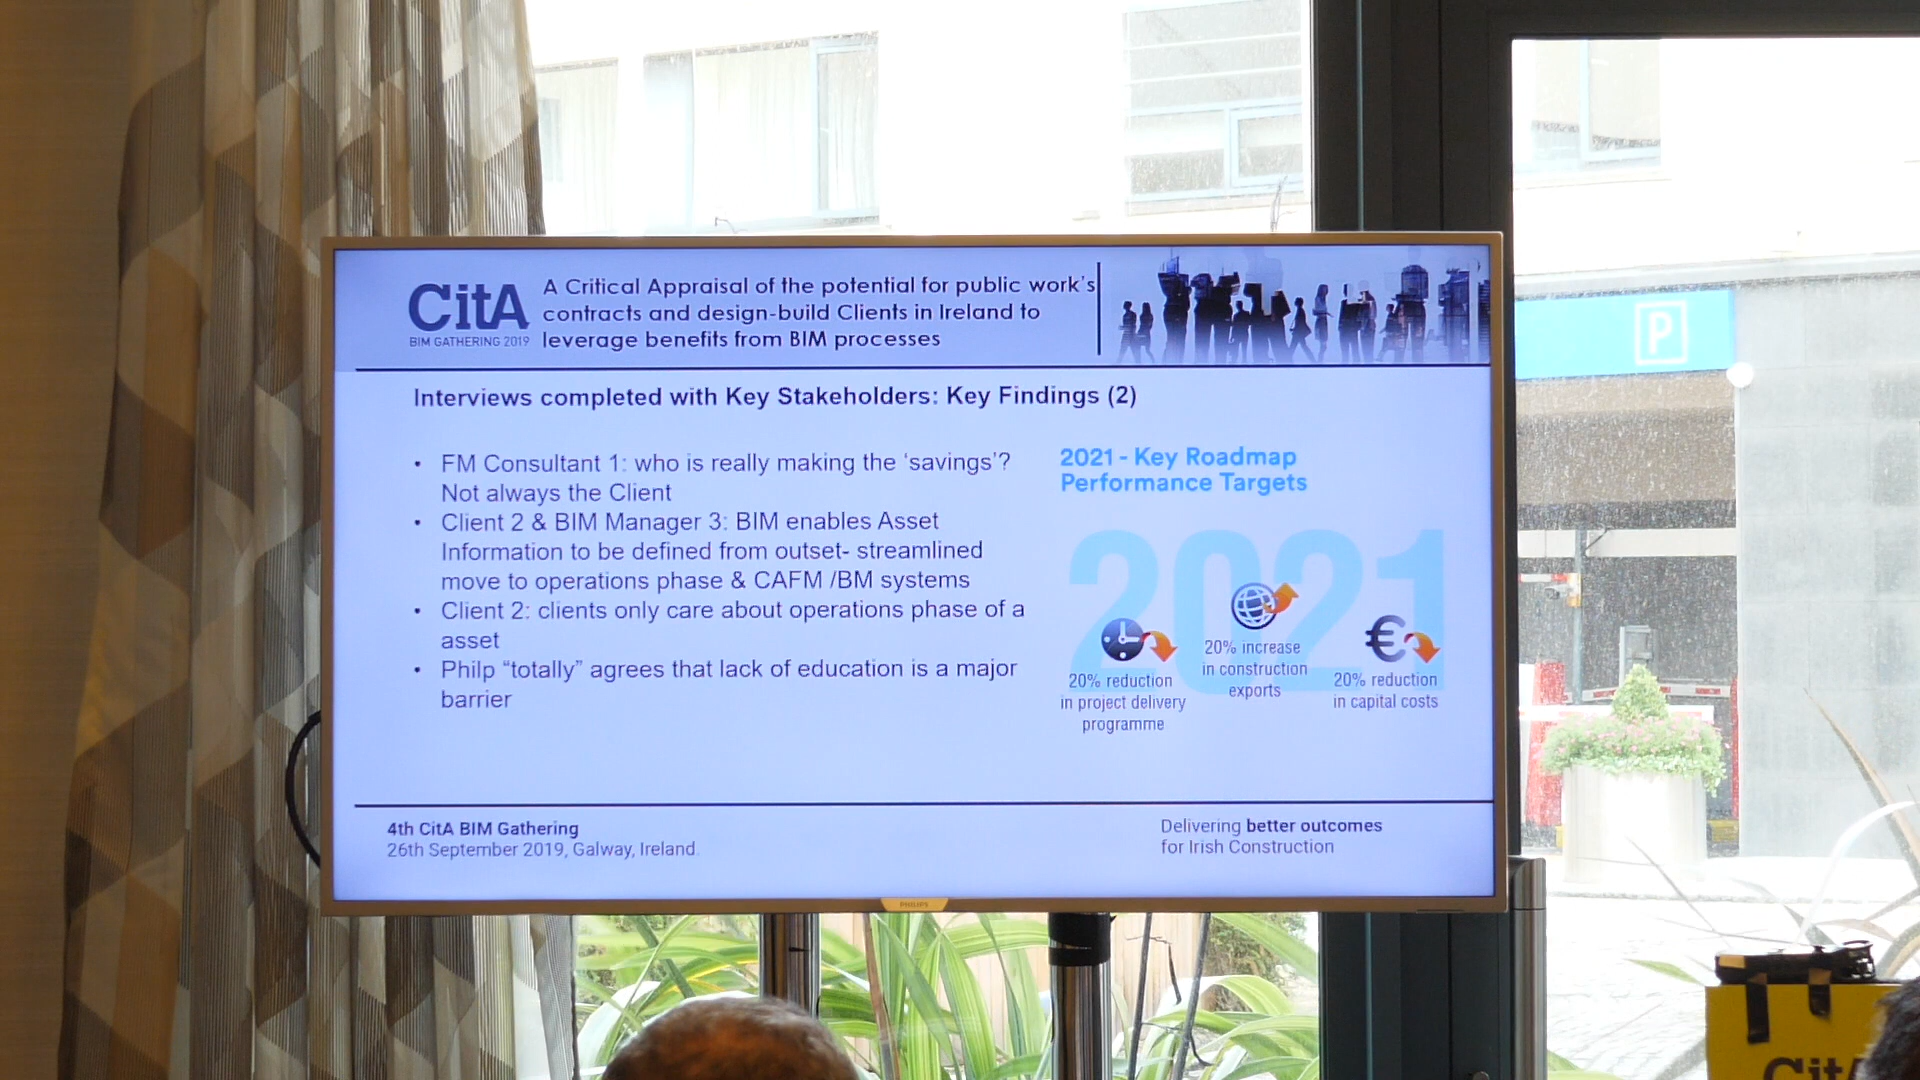 CitA
BIM GATHERING 2019
A Critical Appraisal of the potential for public work's
contracts and design-build Clients in Ireland to
leverage benefits from BIM processes
Interviews completed with Key Stakeholders: Key Findings (2)
• FM Consultant 1: who is really making the ‘savings’?
Not always the Client
• Client 2 & BIM Manager 3: BIM enables Asset
Information to be defined from outset- streamlined
move to operations phase & CAFM /BM systems
• Client 2: clients only care about operations phase of a
asset
• Philp “totally” agrees that lack of education is a major
barrier
2021 - Key Roadmap
Performance Targets
2021
20% reduction
in project delivery
programme
20% increase
in construction
exports
€
20% reduction
in capital costs
4th CitA BIM Gathering
26th September 2019, Galway, Ireland.
Delivering better outcomes
for Irish Construction
PHILIPS
P
CitA